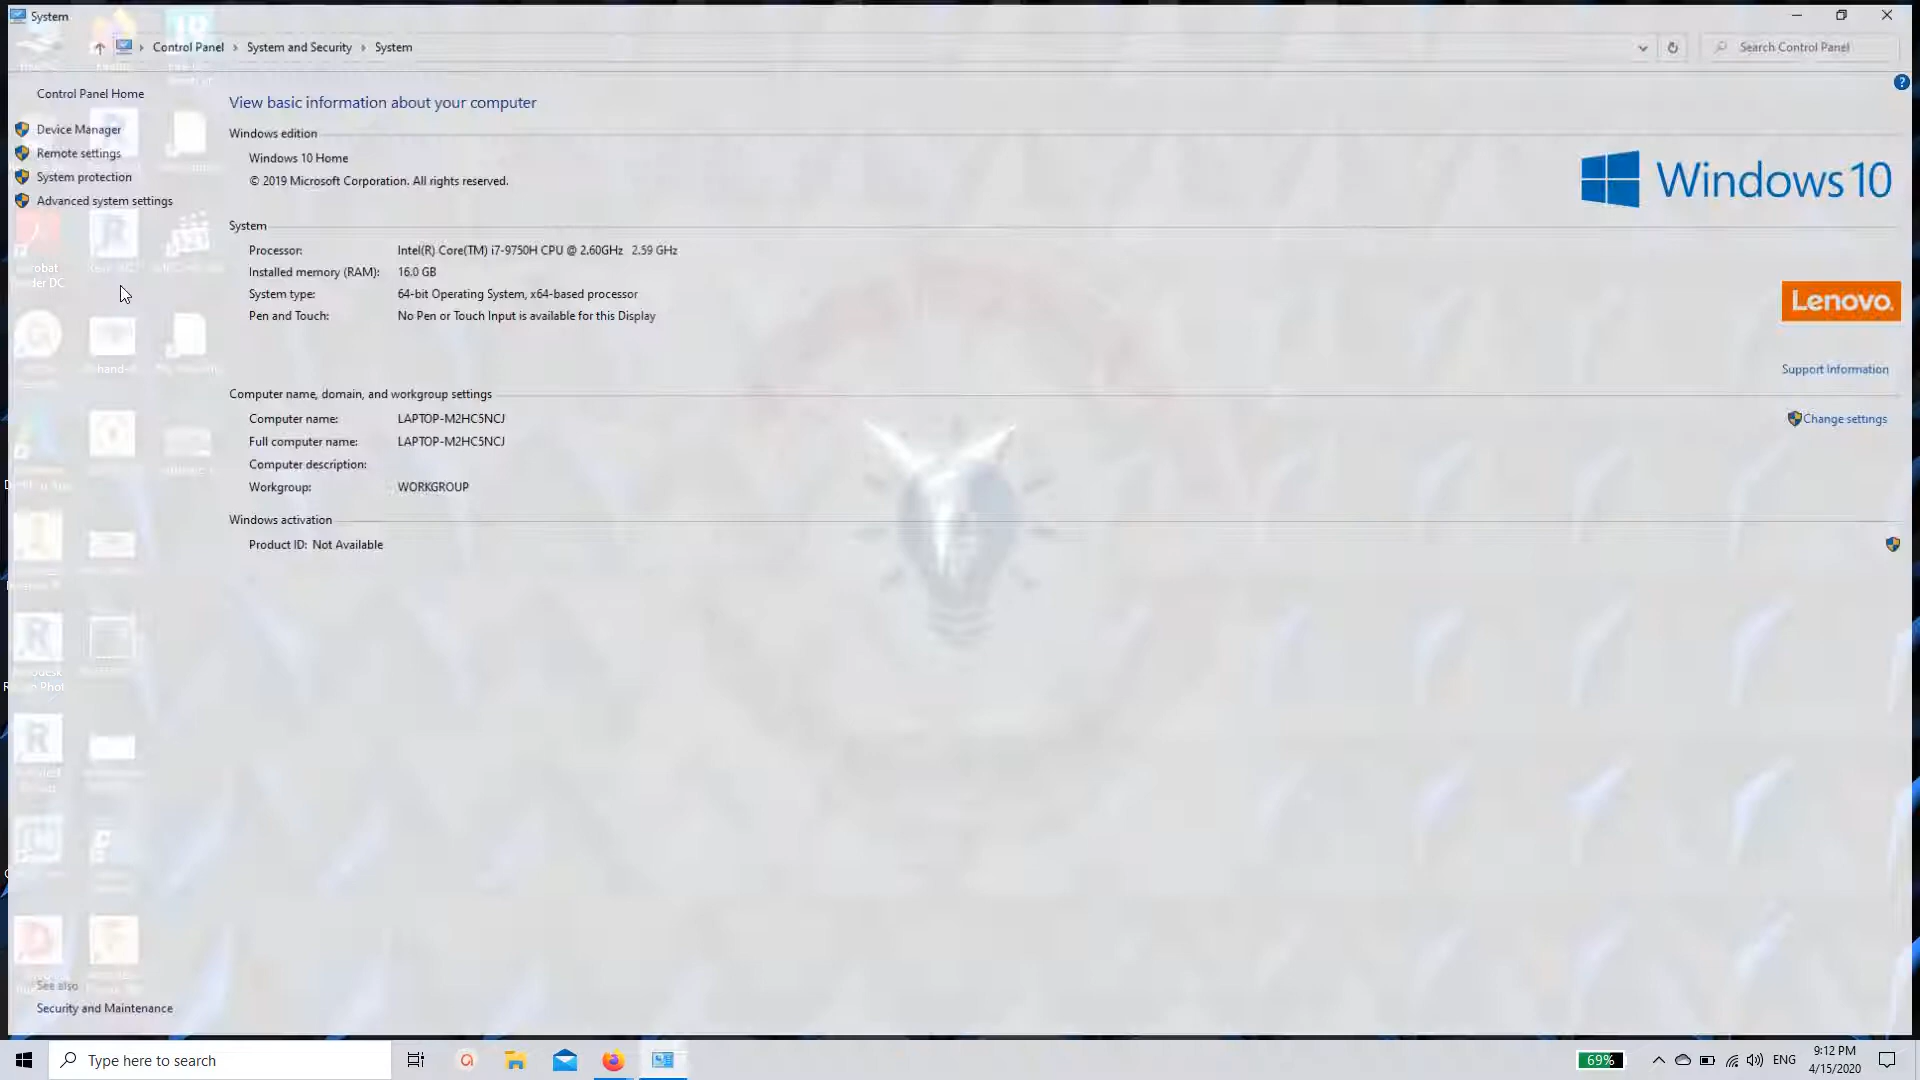 System
Control Panel › System and Security › System
Search Control Panel
Control Panel Home
Device Manager
Remote settings
System protection
Advanced system settings
View basic information about your computer
Windows edition
Windows 10 Home
© 2019 Microsoft Corporation. All rights reserved.
Windows 10
System
Processor: Intel(R) Core(TM) i7-9750H CPU @ 2.60GHz 2.59 GHz
Installed memory (RAM): 16.0 GB
System type: 64-bit Operating System, x64-based processor
Pen and Touch: No Pen or Touch Input is available for this Display
Lenovo.
Support Information
Computer name, domain, and workgroup settings
Computer name: LAPTOP-M2HC5NCJ
Change settings
Full computer name: LAPTOP-M2HC5NCJ
Computer description:
Workgroup: WORKGROUP
Windows activation
Product ID: Not Available
See also
Security and Maintenance
Type here to search
69%
ENG
9:12 PM
4/15/2020